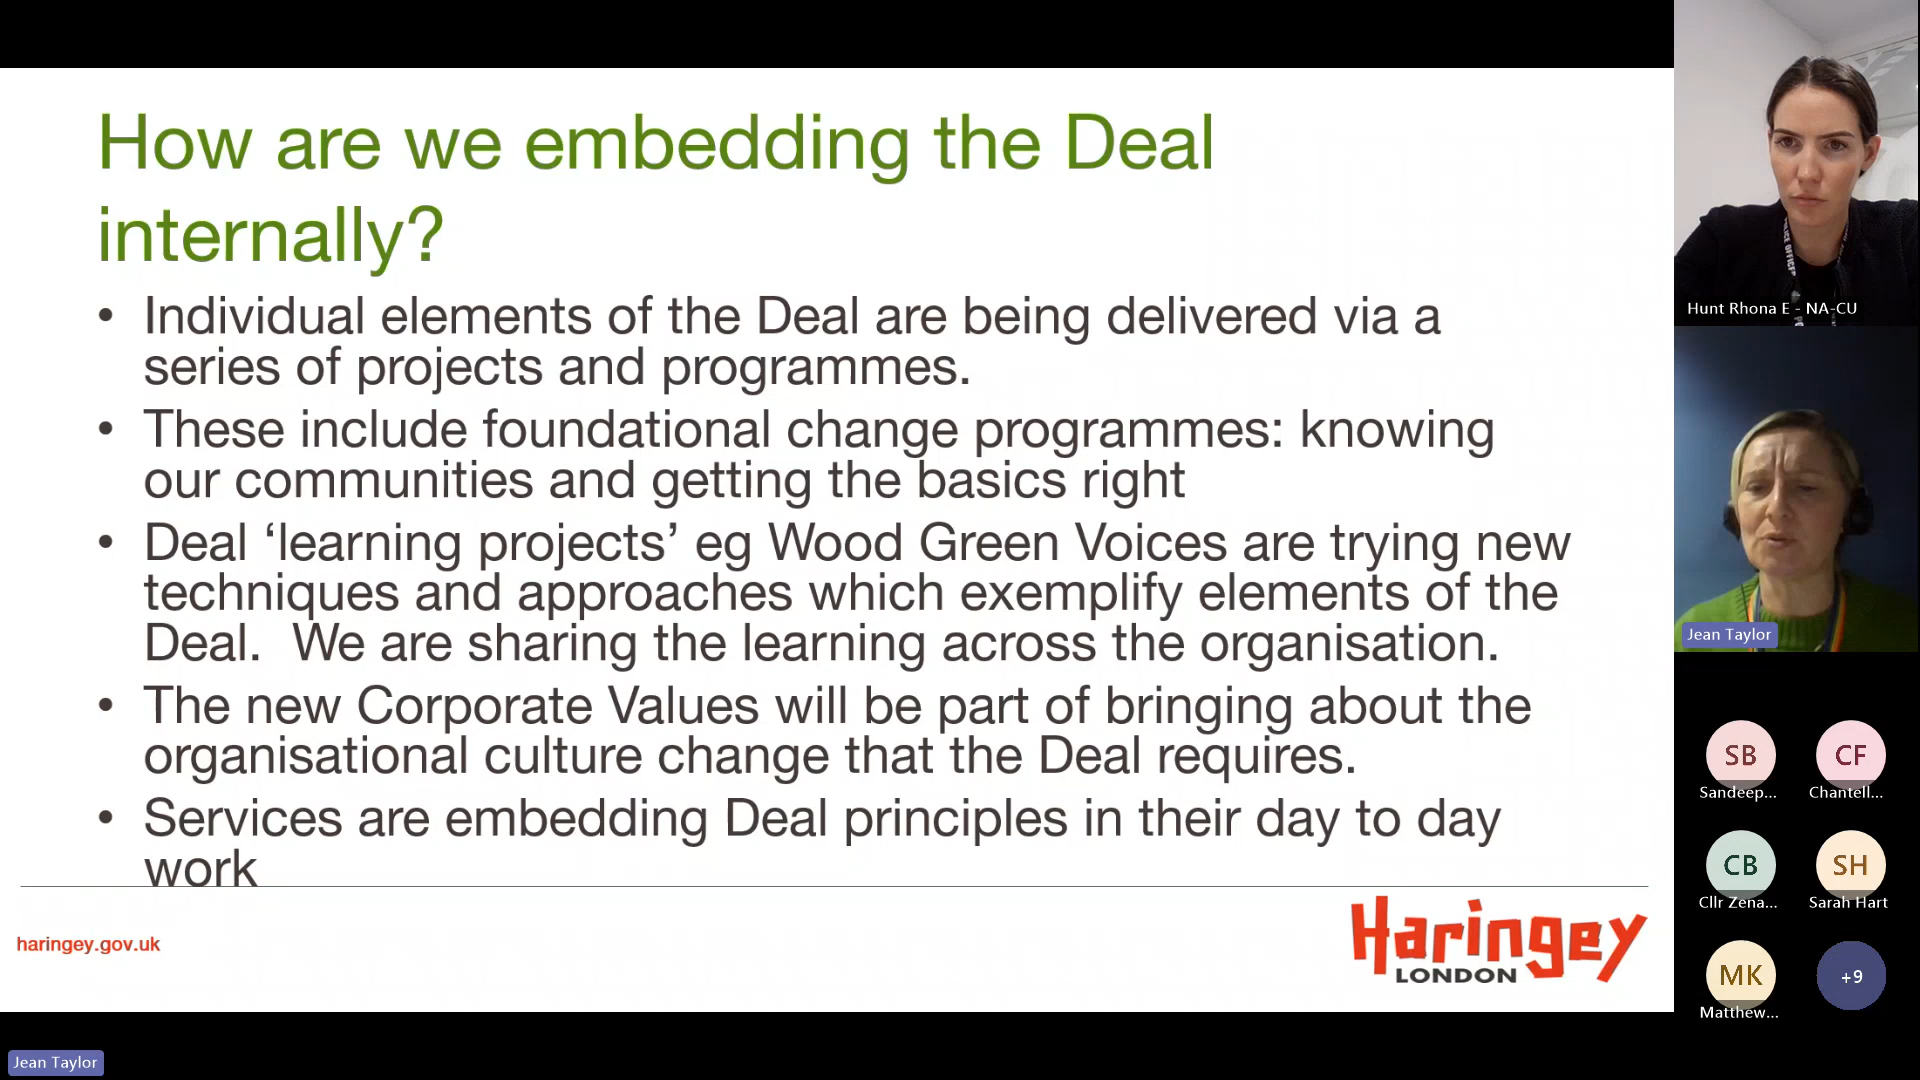 How are we embedding the Deal
internally?
• Individual elements of the Deal are being delivered via a
series of projects and programmes.
• These include foundational change programmes: knowing
our communities and getting the basics right
• Deal ‘learning projects’ eg Wood Green Voices are trying new
techniques and approaches which exemplify elements of the
Deal.  We are sharing the learning across the organisation.
• The new Corporate Values will be part of bringing about the
organisational culture change that the Deal requires.
• Services are embedding Deal principles in their day to day
work
haringey.gov.uk
Haringey
LONDON
Jean Taylor
Hunt Rhona E - NA-CU
Jean Taylor
SB
Sandeep...
CF
Chantell...
CB
Cllr Zena...
SH
Sarah Hart
MK
Matthew...
+9